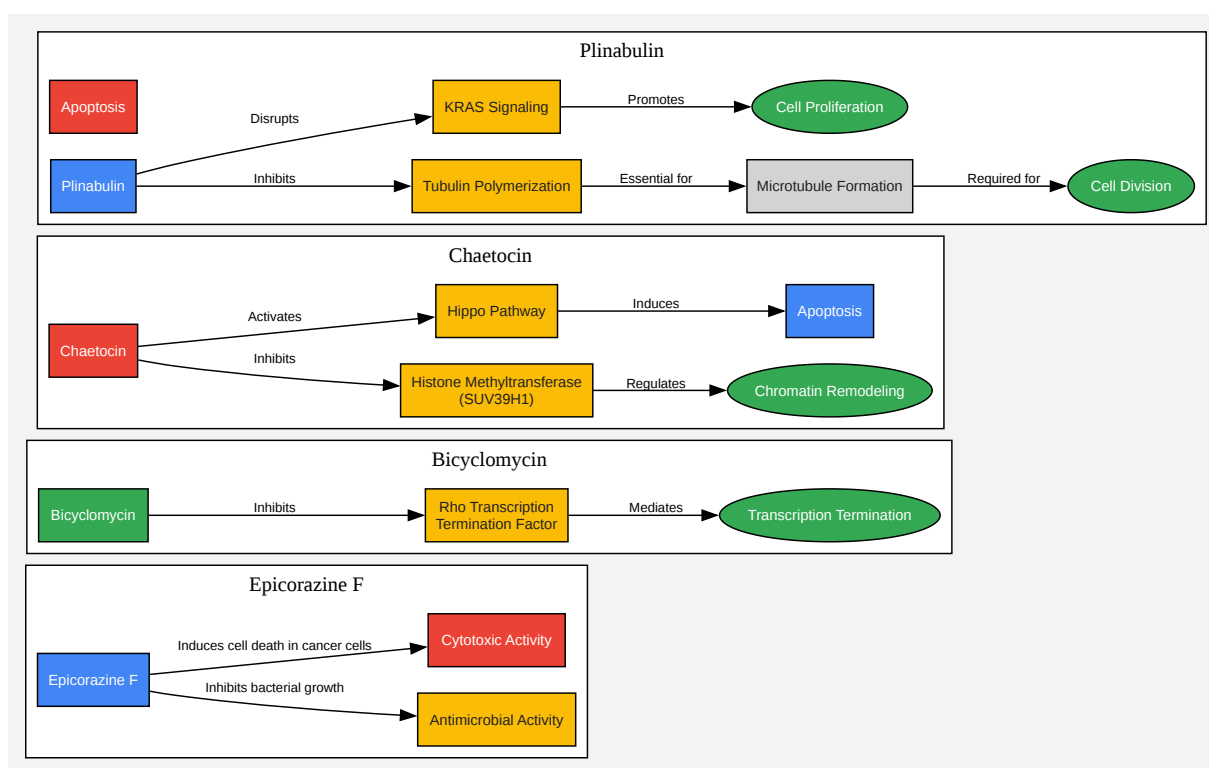 Plinabulin
Apoptosis
Disrupts
KRAS Signaling
Promotes
Cell Proliferation
Plinabulin
Inhibits
Tubulin Polymerization
Essential for
Microtubule Formation
Required for
Cell Division
Chaetocin
Chaetocin
Activates
Hippo Pathway
Induces
Apoptosis
Inhibits
Histone Methyltransferase
(SUV39H1)
Regulates
Chromatin Remodeling
Bicyclomycin
Bicyclomycin
Inhibits
Rho Transcription
Termination Factor
Mediates
Transcription Termination
Epicorazine F
Epicorazine F
Induces cell death in cancer cells
Cytotoxic Activity
Inhibits bacterial growth
Antimicrobial Activity